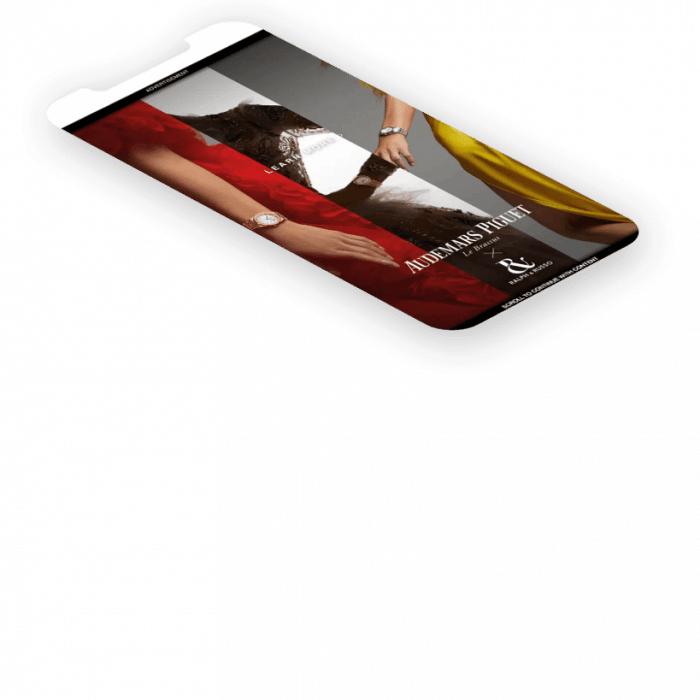 ADVERTISEMENT
LEARN MORE
AUDEMARS PIGUET
Le Brassus
×
R&
RALPH & RUSSO
SCROLL TO CONTINUE WITH CONTENT